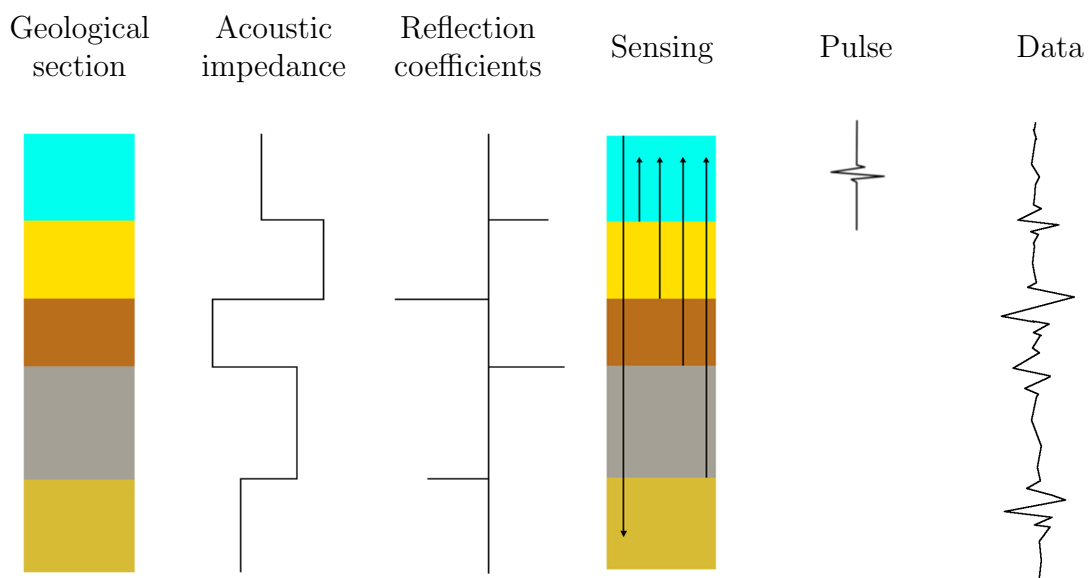 Geological
section
Acoustic
impedance
Reflection
coefficients
Sensing
Pulse
Data